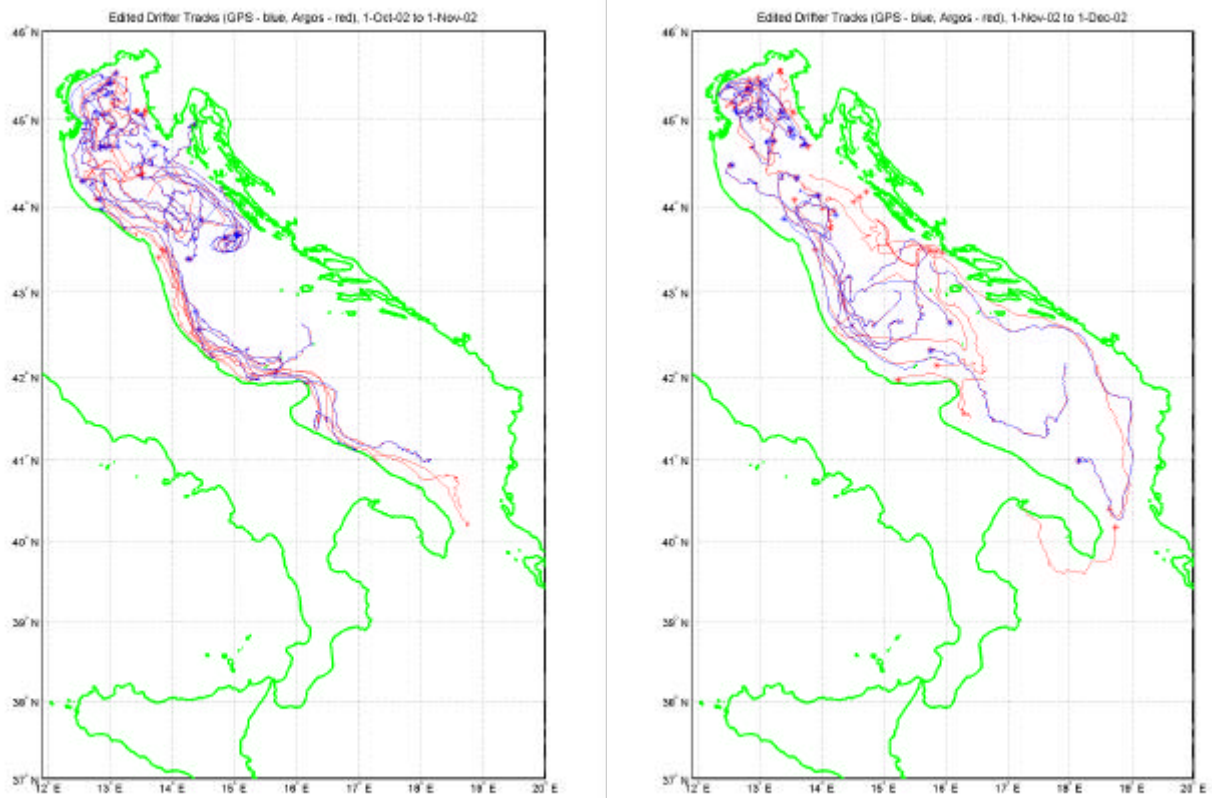 Edited Drifter Tracks (GPS - blue, Argos - red), 1-Oct-02 to 1-Nov-02
46° N
45° N
44° N
43° N
42° N
41° N
40° N
39° N
38° N
37° N
12° E 13° E 14° E 15° E 16° E 17° E 18° E 19° E 20° E
Edited Drifter Tracks (GPS - blue, Argos - red), 1-Nov-02 to 1-Dec-02
46° N
45° N
44° N
43° N
42° N
41° N
40° N
39° N
38° N
37° N
12° E 13° E 14° E 15° E 16° E 17° E 18° E 19° E 20° E